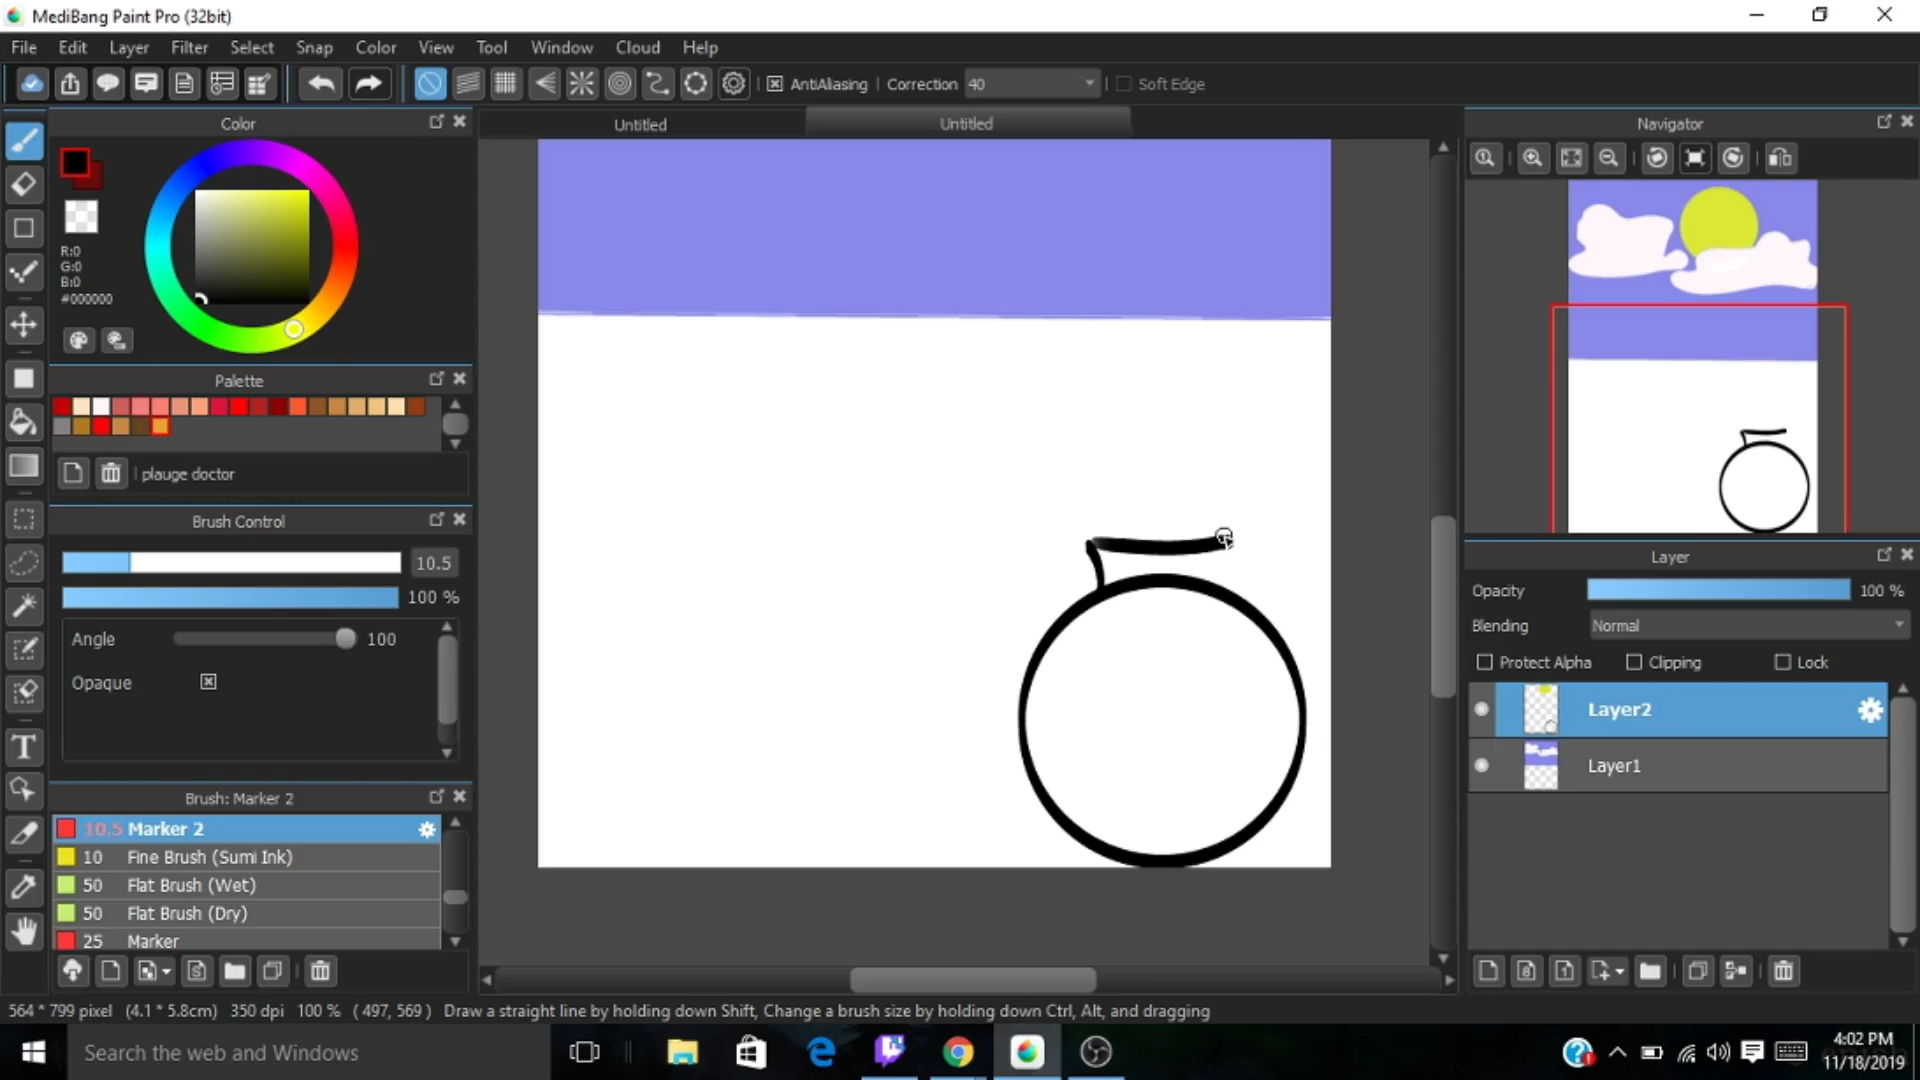 MediBang Paint Pro (32bit)
File Edit Layer Filter Select Snap Color View Tool Window Cloud Help
AntiAliasing Correction 40 Soft Edge
Color
Untitled Untitled
Navigator
R:0
G:0
B:0
#000000
Palette
plauge doctor
Brush Control
10.5
100 %
Angle 100
Opaque
Brush: Marker 2
10.5 Marker 2
10 Fine Brush (Sumi Ink)
50 Flat Brush (Wet)
50 Flat Brush (Dry)
25 Marker
Layer
Opacity 100 %
Blending Normal
Protect Alpha Clipping Lock
Layer2
Layer1
564 * 799 pixel (4.1 * 5.8cm) 350 dpi 100 % ( 497, 569 ) Draw a straight line by holding down Shift, Change a brush size by holding down Ctrl, Alt, and dragging
Search the web and Windows
4:02 PM
11/18/2019